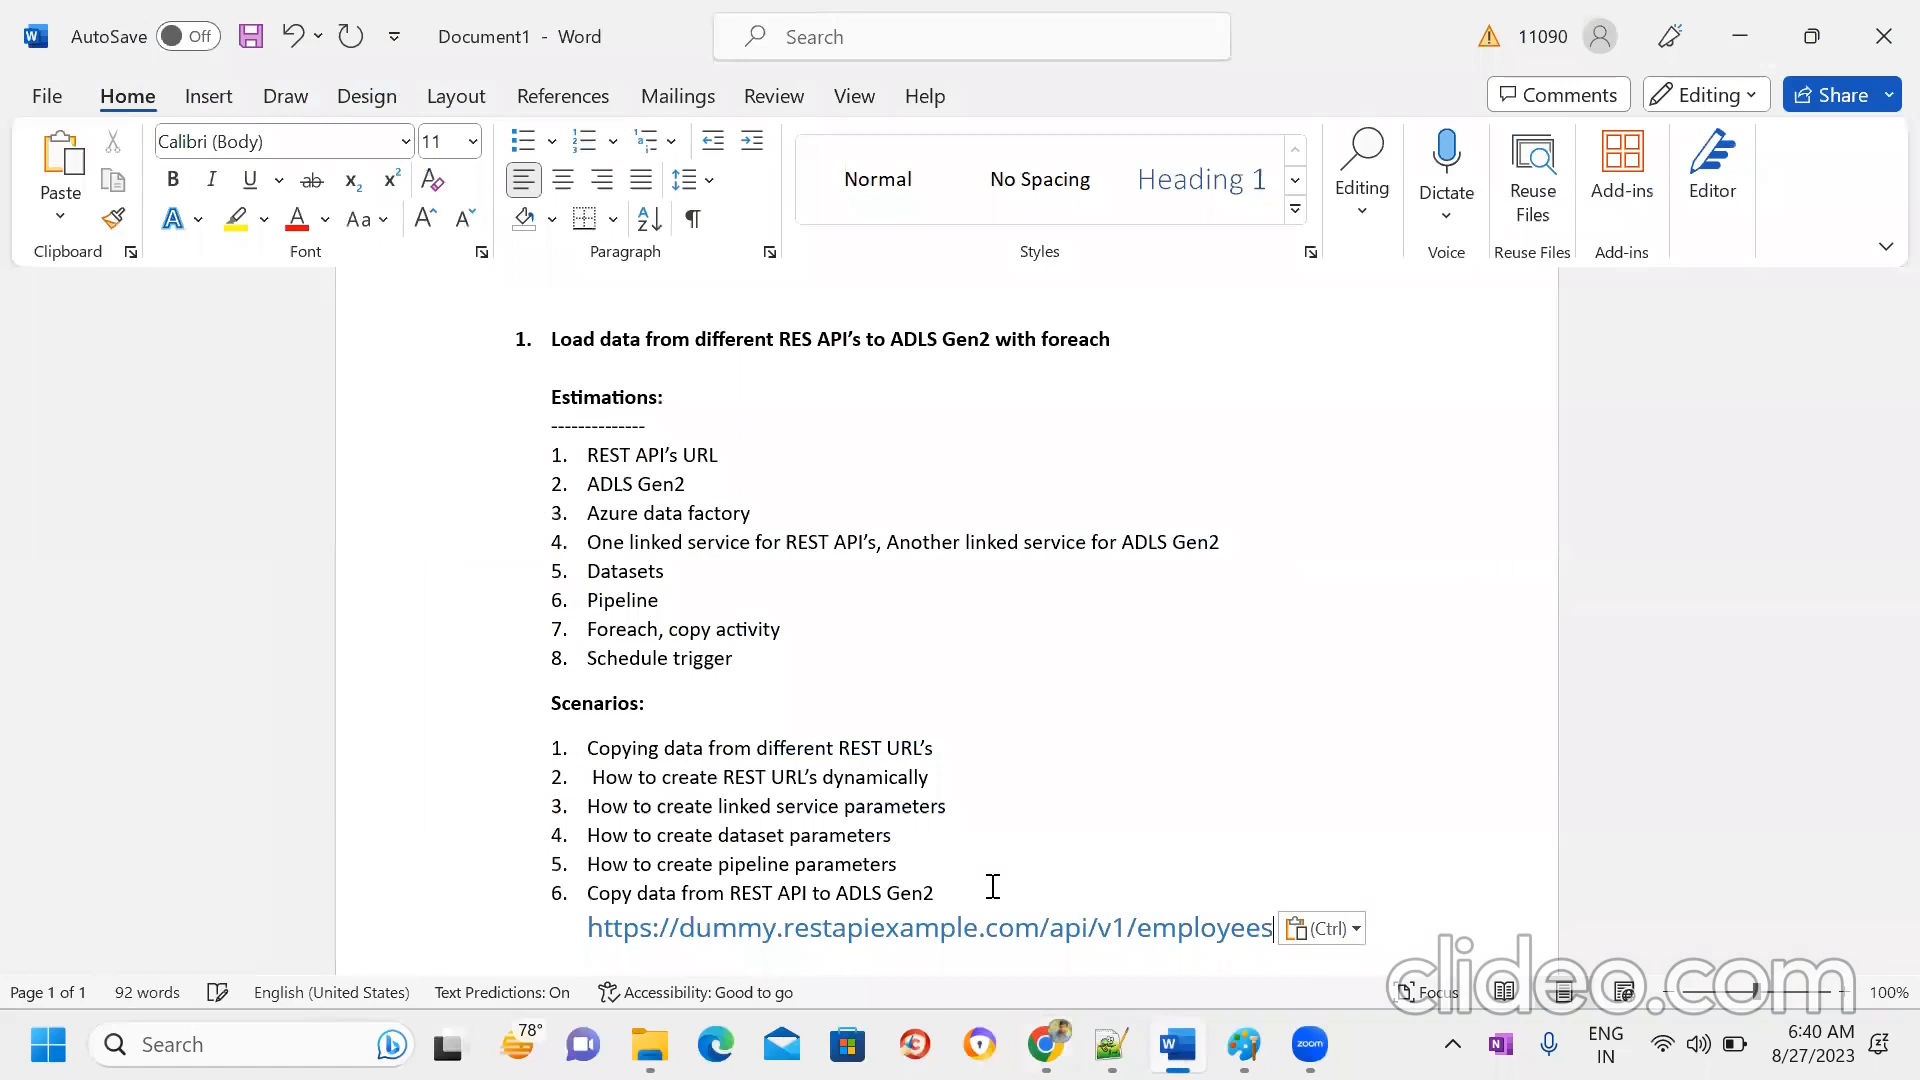 AutoSave Off Document1 - Word Search 11090
File Home Insert Draw Design Layout References Mailings Review View Help Comments Editing Share
Calibri (Body) 11
Paste
Normal No Spacing Heading 1
Editing Dictate Reuse Files Add-ins Editor
Clipboard Font Paragraph Styles Voice Reuse Files Add-ins
1. Load data from different RES API’s to ADLS Gen2 with foreach
Estimations:
--------------
1. REST API’s URL
2. ADLS Gen2
3. Azure data factory
4. One linked service for REST API’s, Another linked service for ADLS Gen2
5. Datasets
6. Pipeline
7. Foreach, copy activity
8. Schedule trigger
Scenarios:
1. Copying data from different REST URL’s
2. How to create REST URL’s dynamically
3. How to create linked service parameters
4. How to create dataset parameters
5. How to create pipeline parameters
6. Copy data from REST API to ADLS Gen2
https://dummy.restapiexample.com/api/v1/employees (Ctrl)
clideo.com
Page 1 of 1 92 words English (United States) Text Predictions: On Accessibility: Good to go Focus 100%
Search 78° zoom ENG IN 6:40 AM 8/27/2023